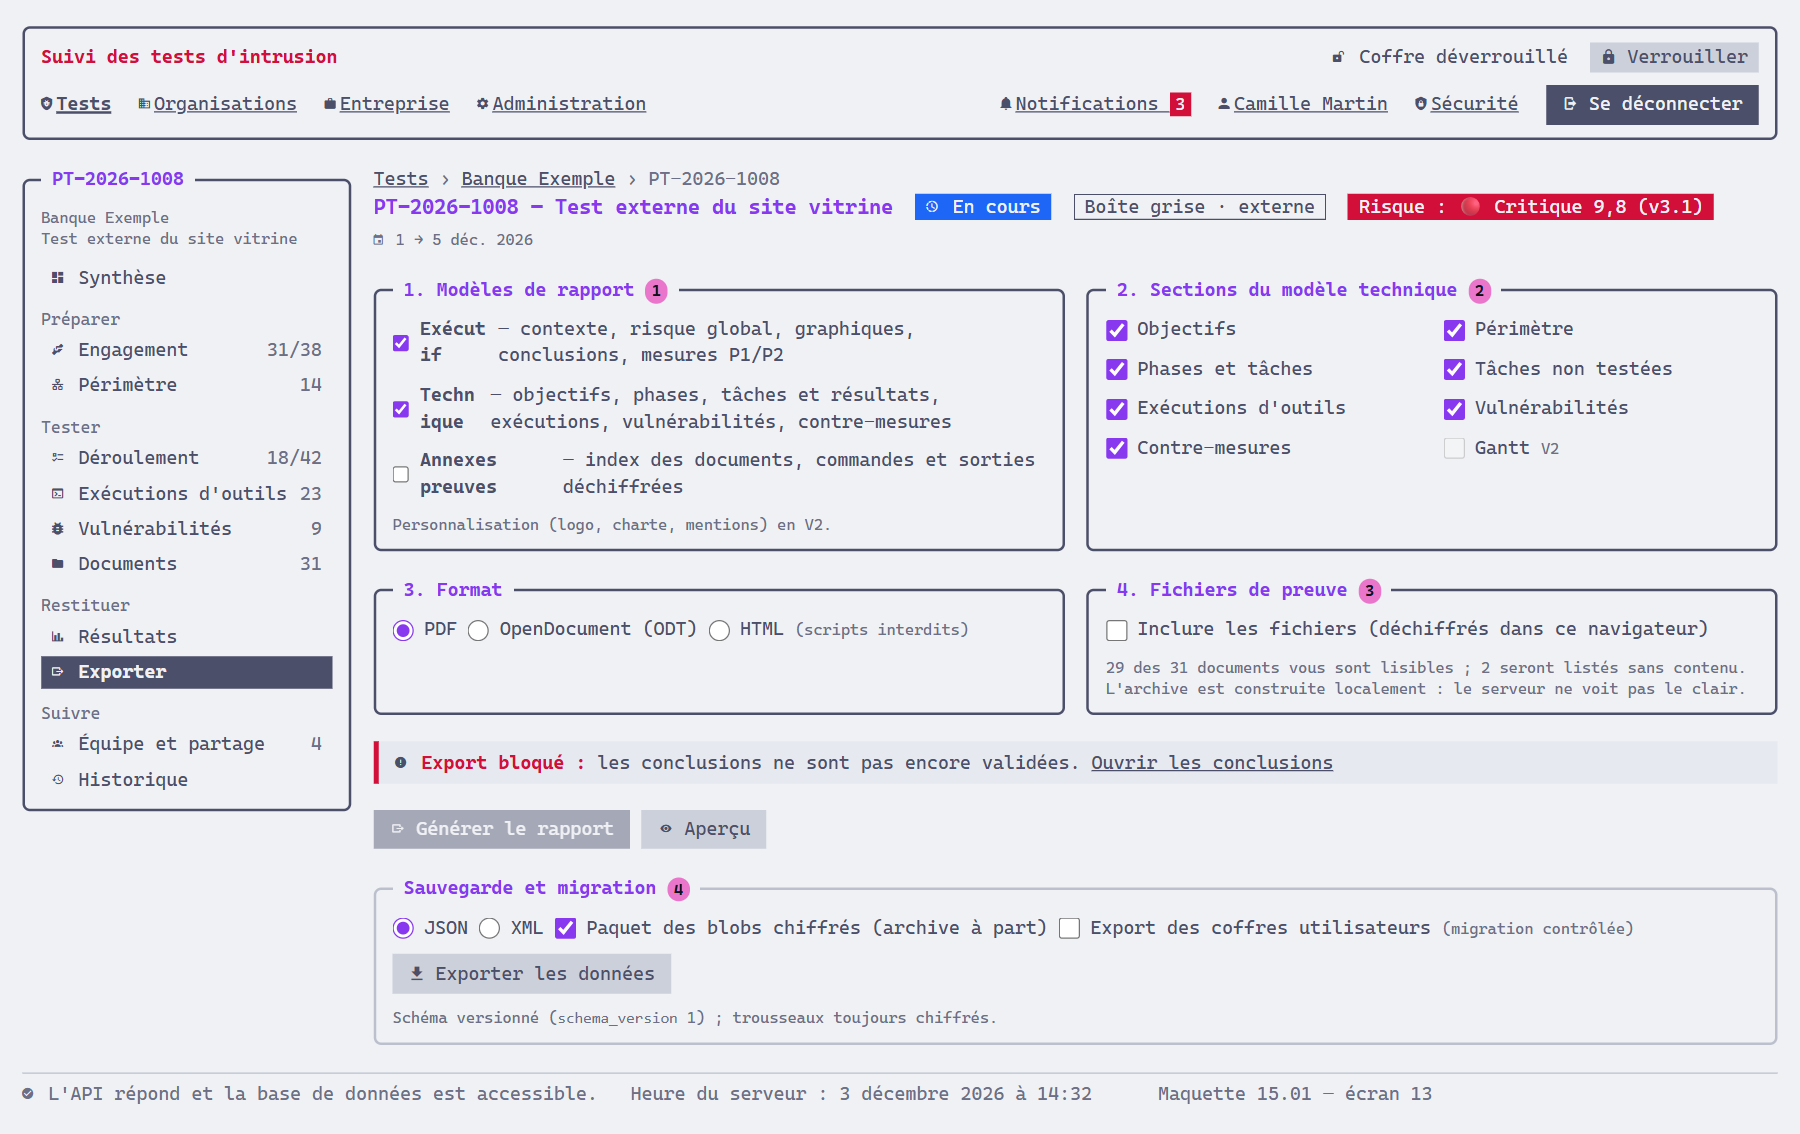 Suivi des tests d'intrusion
Coffre déverrouillé
Verrouiller
Tests
Organisations
Entreprise
Administration
Notifications 3
Camille Martin
Sécurité
Se déconnecter
PT-2026-1008
Banque Exemple
Test externe du site vitrine
Synthèse
Préparer
Engagement 31/38
Périmètre 14
Tester
Déroulement 18/42
Exécutions d'outils 23
Vulnérabilités 9
Documents 31
Restituer
Résultats
Exporter
Suivre
Équipe et partage 4
Historique
Tests › Banque Exemple › PT-2026-1008
PT-2026-1008 — Test externe du site vitrine
En cours
Boîte grise · externe
Risque : Critique 9,8 (v3.1)
1 → 5 déc. 2026
1. Modèles de rapport 1
Exécut
if
— contexte, risque global, graphiques,
conclusions, mesures P1/P2
Techn
ique
— objectifs, phases, tâches et résultats,
exécutions, vulnérabilités, contre-mesures
Annexes
preuves
— index des documents, commandes et sorties
déchiffrées
Personnalisation (logo, charte, mentions) en V2.
2. Sections du modèle technique 2
Objectifs
Périmètre
Phases et tâches
Tâches non testées
Exécutions d'outils
Vulnérabilités
Contre-mesures
Gantt V2
3. Format
PDF
OpenDocument (ODT)
HTML (scripts interdits)
4. Fichiers de preuve 3
Inclure les fichiers (déchiffrés dans ce navigateur)
29 des 31 documents vous sont lisibles ; 2 seront listés sans contenu.
L'archive est construite localement : le serveur ne voit pas le clair.
Export bloqué : les conclusions ne sont pas encore validées. Ouvrir les conclusions
Générer le rapport
Aperçu
Sauvegarde et migration 4
JSON
XML
Paquet des blobs chiffrés (archive à part)
Export des coffres utilisateurs (migration contrôlée)
Exporter les données
Schéma versionné (schema_version 1) ; trousseaux toujours chiffrés.
L'API répond et la base de données est accessible.
Heure du serveur : 3 décembre 2026 à 14:32
Maquette 15.01 — écran 13